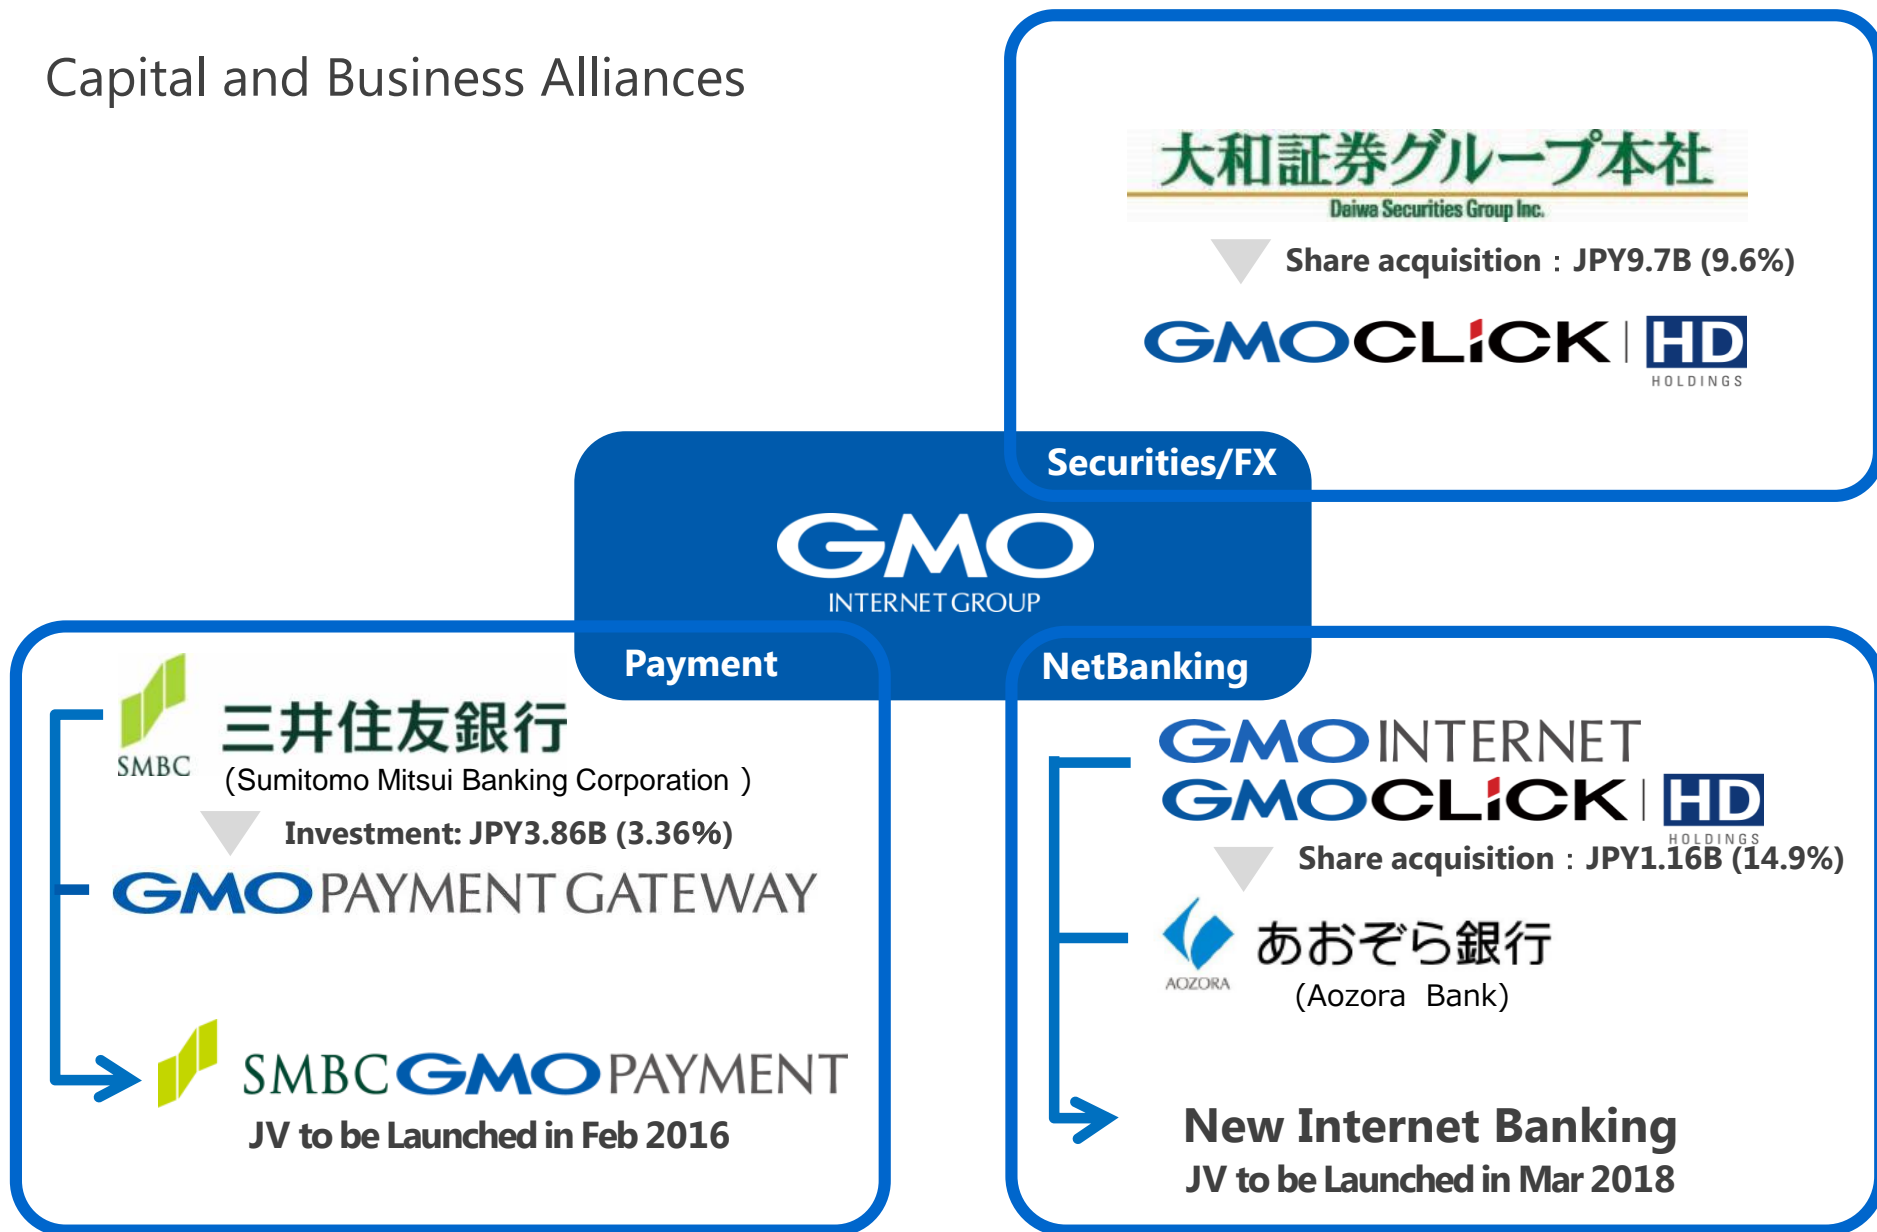 Capital and Business Alliances
大和証券グループ本社
Daiwa Securities Group Inc.
Share acquisition：JPY9.7B (9.6%)
GMOCLICK HD
HOLDINGS
Securities/FX
GMO
INTERNET GROUP
Payment
三井住友銀行
SMBC
（Sumitomo Mitsui Banking Corporation ）
Investment: JPY3.86B (3.36%)
GMO PAYMENT GATEWAY
SMBC GMO PAYMENT
JV to be Launched in Feb 2016
NetBanking
GMO INTERNET
GMOCLICK HD
HOLDINGS
Share acquisition：JPY1.16B (14.9%)
あおぞら銀行
AOZORA
(Aozora Bank)
New Internet Banking
JV to be Launched in Mar 2018